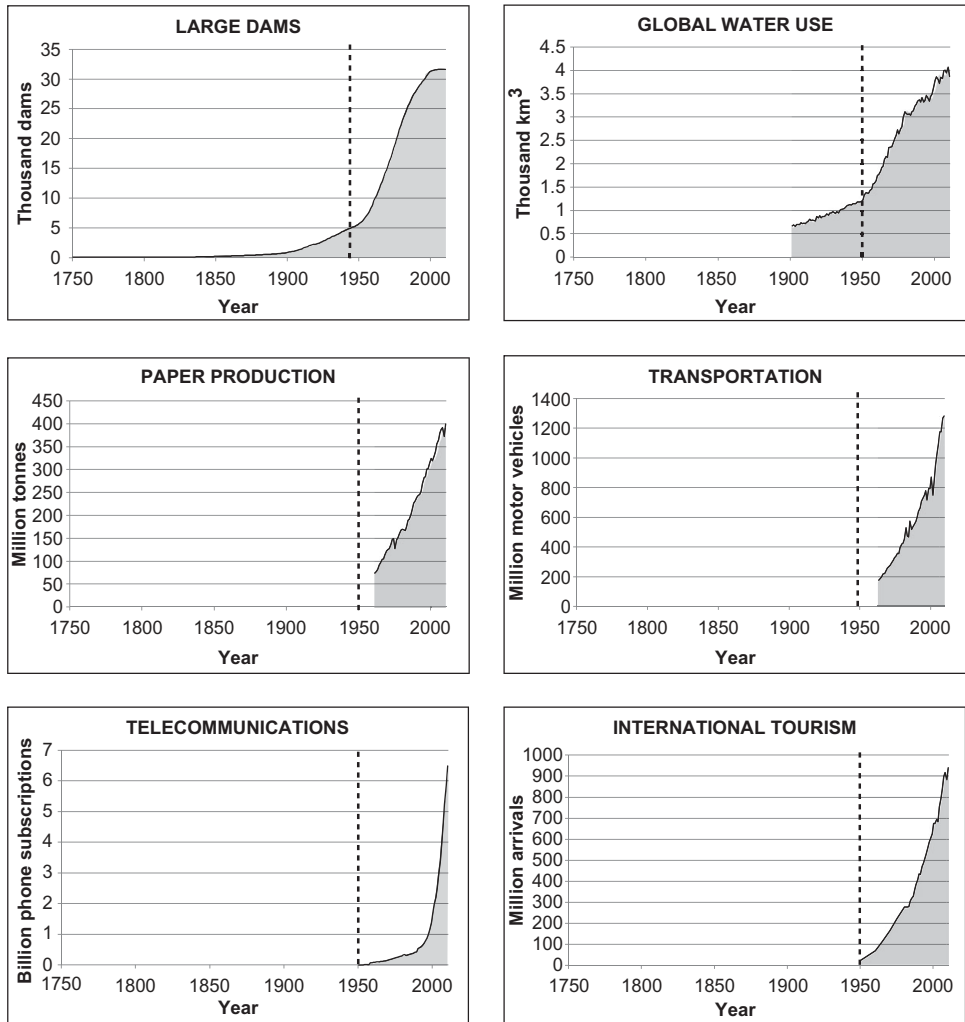 LARGE DAMS
Thousand dams
35
30
25
20
15
10
5
0
1750 1800 1850 1900 1950 2000
Year
GLOBAL WATER USE
Thousand km³
4.5
4
3.5
3
2.5
2
1.5
1
0.5
0
1750 1800 1850 1900 1950 2000
Year
PAPER PRODUCTION
Million tonnes
450
400
350
300
250
200
150
100
50
0
1750 1800 1850 1900 1950 2000
Year
TRANSPORTATION
Million motor vehicles
1400
1200
1000
800
600
400
200
0
1750 1800 1850 1900 1950 2000
Year
TELECOMMUNICATIONS
Billion phone subscriptions
7
6
5
4
3
2
1
0
1750 1800 1850 1900 1950 2000
Year
INTERNATIONAL TOURISM
Million arrivals
1000
900
800
700
600
500
400
300
200
100
0
1750 1800 1850 1900 1950 2000
Year